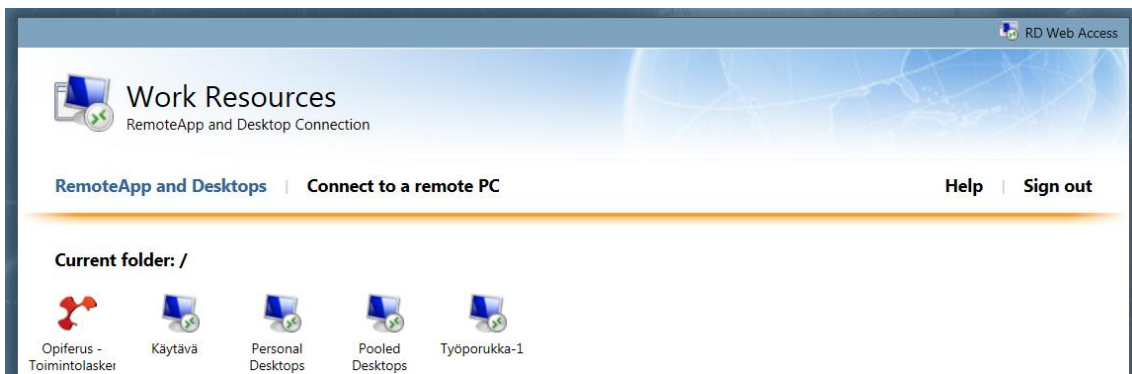 RD Web Access
Work Resources
RemoteApp and Desktop Connection
RemoteApp and Desktops | Connect to a remote PC Help | Sign out
Current folder: /
Opiferus - Käytävä Personal Pooled Työporukka-1
Toimintolasker Desktops Desktops